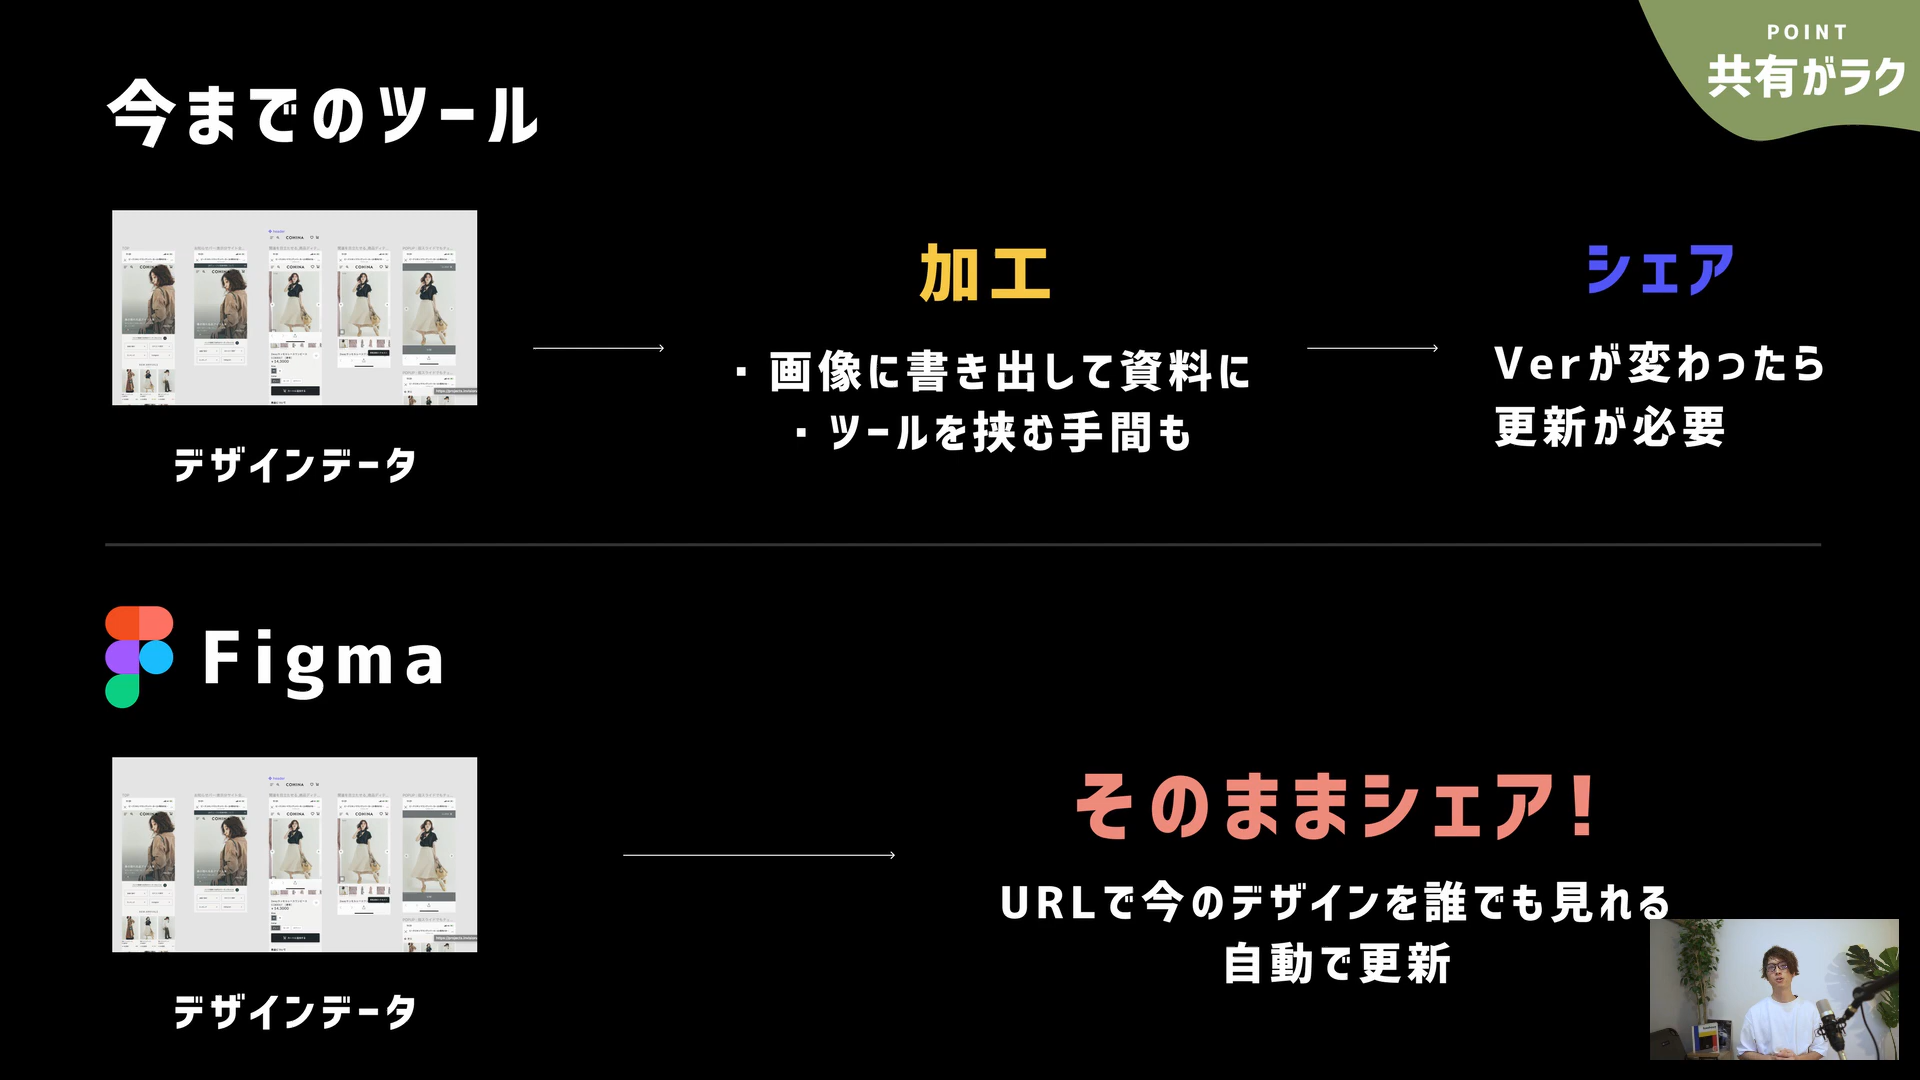 POINT
共有がラク
今までのツール
COHINA
デザインデータ
加工
・画像に書き出して資料に
・ツールを挟む手間も
シェア
Verが変わったら
更新が必要
Figma
COHINA
デザインデータ
そのままシェア!
URLで今のデザインを誰でも見れる
自動で更新